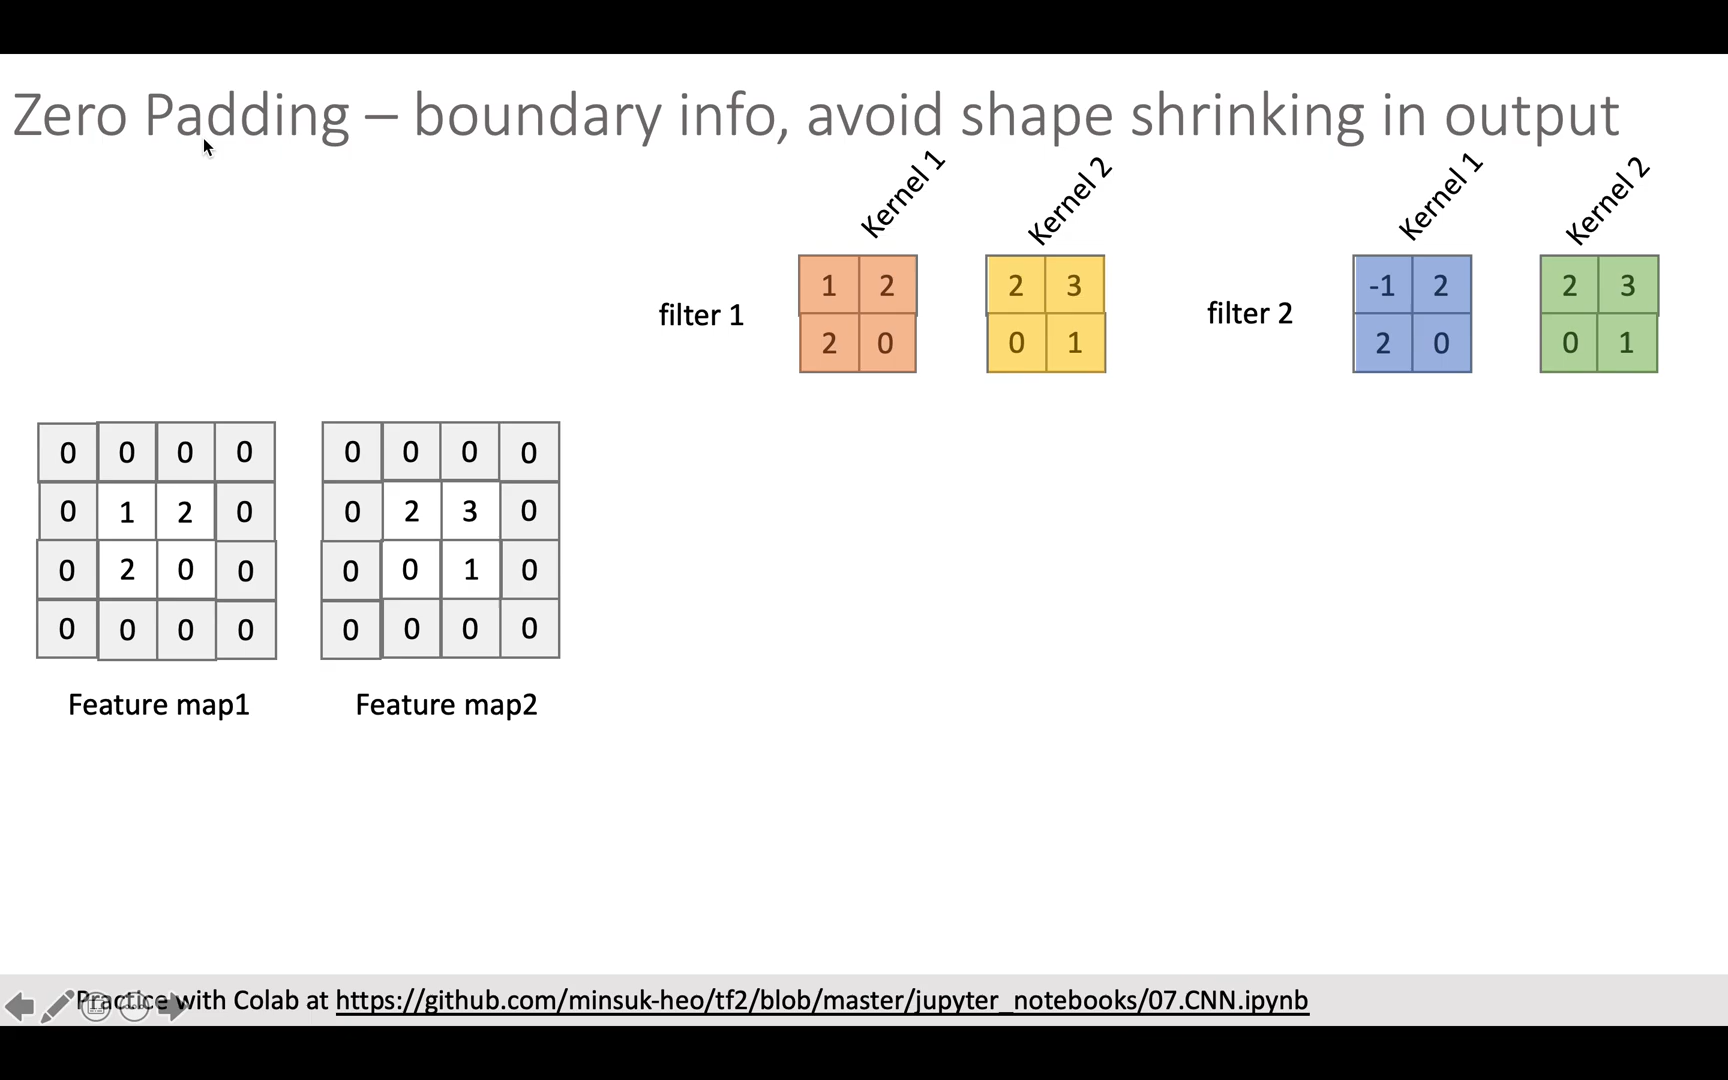 Zero Padding – boundary info, avoid shape shrinking in output
Kernel 1
Kernel 2
Kernel 1
Kernel 2
filter 1
1 2
2 0
2 3
0 1
filter 2
-1 2
2 0
2 3
0 1
0 0 0 0
0 1 2 0
0 2 0 0
0 0 0 0
Feature map1
0 0 0 0
0 2 3 0
0 0 1 0
0 0 0 0
Feature map2
Practice with Colab at https://github.com/minsuk-heo/tf2/blob/master/jupyter_notebooks/07.CNN.ipynb